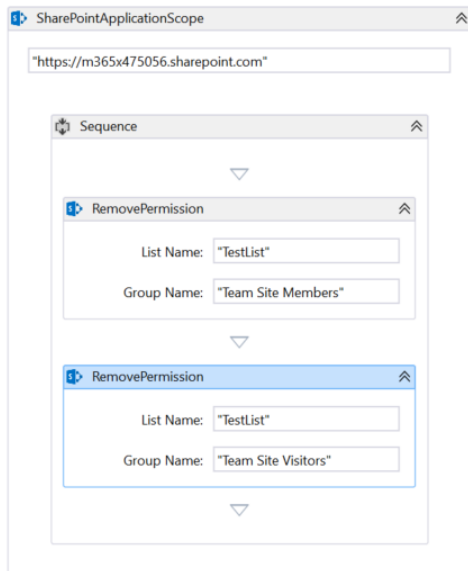 SharePointApplicationScope
"https://m365x475056.sharepoint.com"
Sequence
RemovePermission
List Name: "TestList"
Group Name: "Team Site Members"
RemovePermission
List Name: "TestList"
Group Name: "Team Site Visitors"